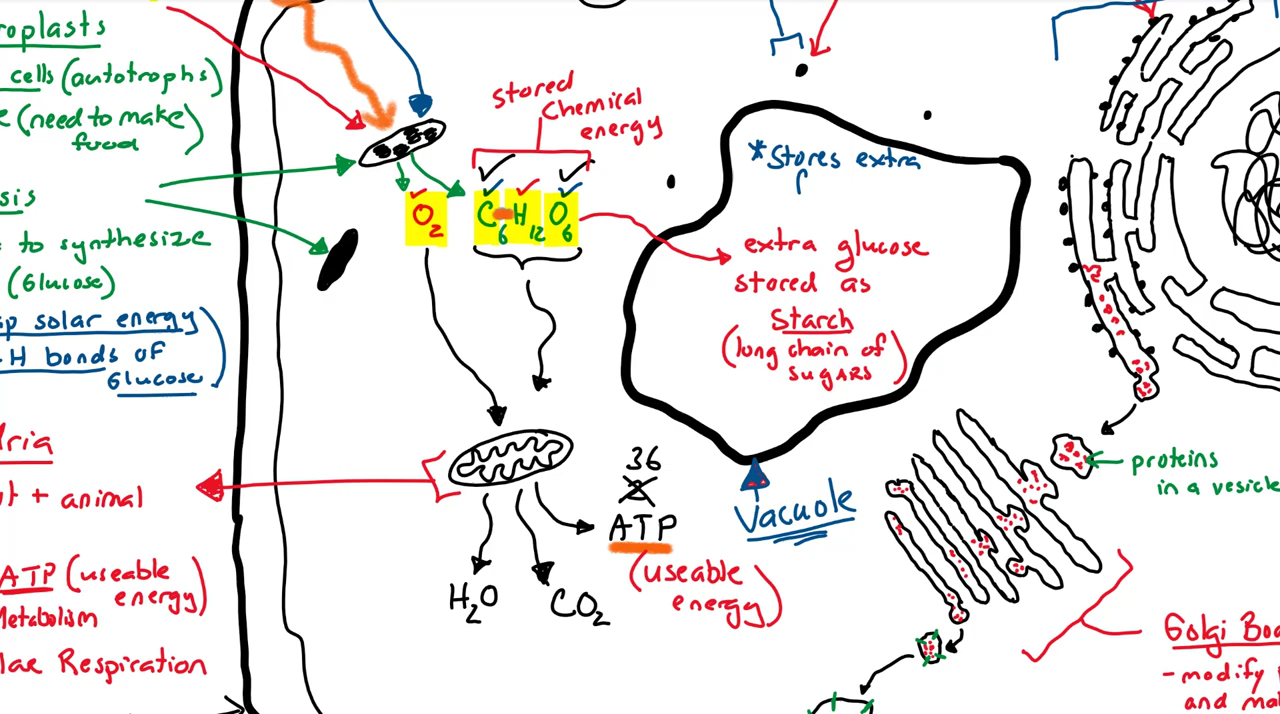 roplasts
cells (autotrophs)
(need to make)
food
sis
to synthesize
(Glucose)
p solar energy
H bonds of
Glucose
dria
+ animal
ATP (useable
energy)
Metabolism
lar Respiration
stored
Chemical
energy
O2
C6-H12O6
H2O
CO2
36
ATP
(useable
energy)
*Stores extra
extra glucose
stored as
Starch
(long chain of
sugars)
Vacuole
proteins
in a vesicle
Golgi Bo
- modify
and ma